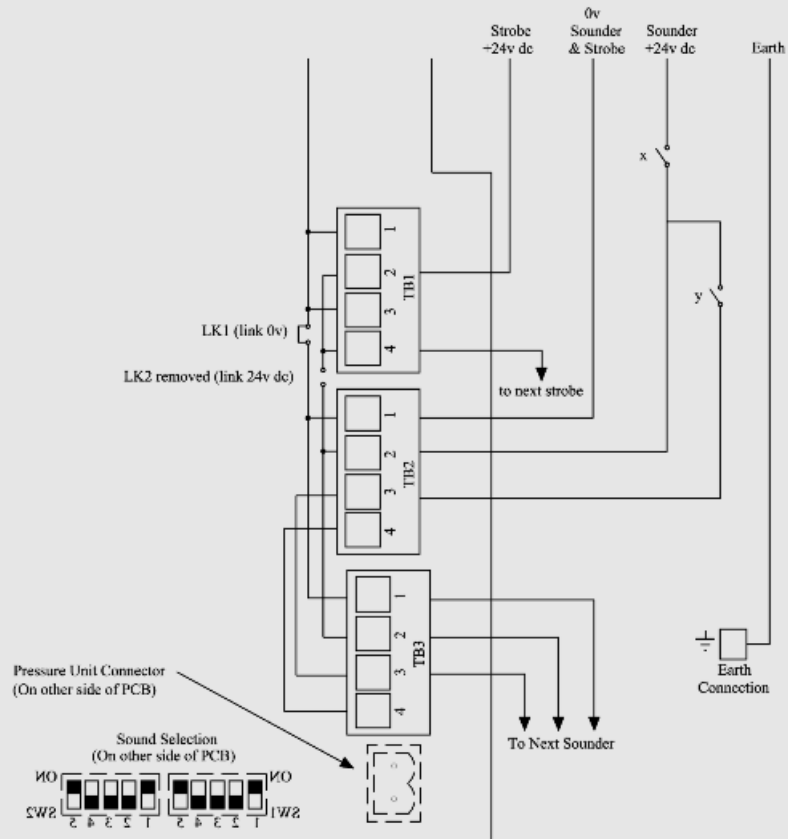 Strobe
+24v dc
0v
Sounder
& Strobe
Sounder
+24v dc
Earth
x
y
1
2
3
4
TB1
LK1 (link 0v)
LK2 removed (link 24v dc)
to next strobe
1
2
3
4
TB2
1
2
3
4
TB3
Earth
Connection
To Next Sounder
Pressure Unit Connector
(On other side of PCB)
Sound Selection
(On other side of PCB)
ON
SW2
5 4 3 2 1
ON
SW1
5 4 3 2 1